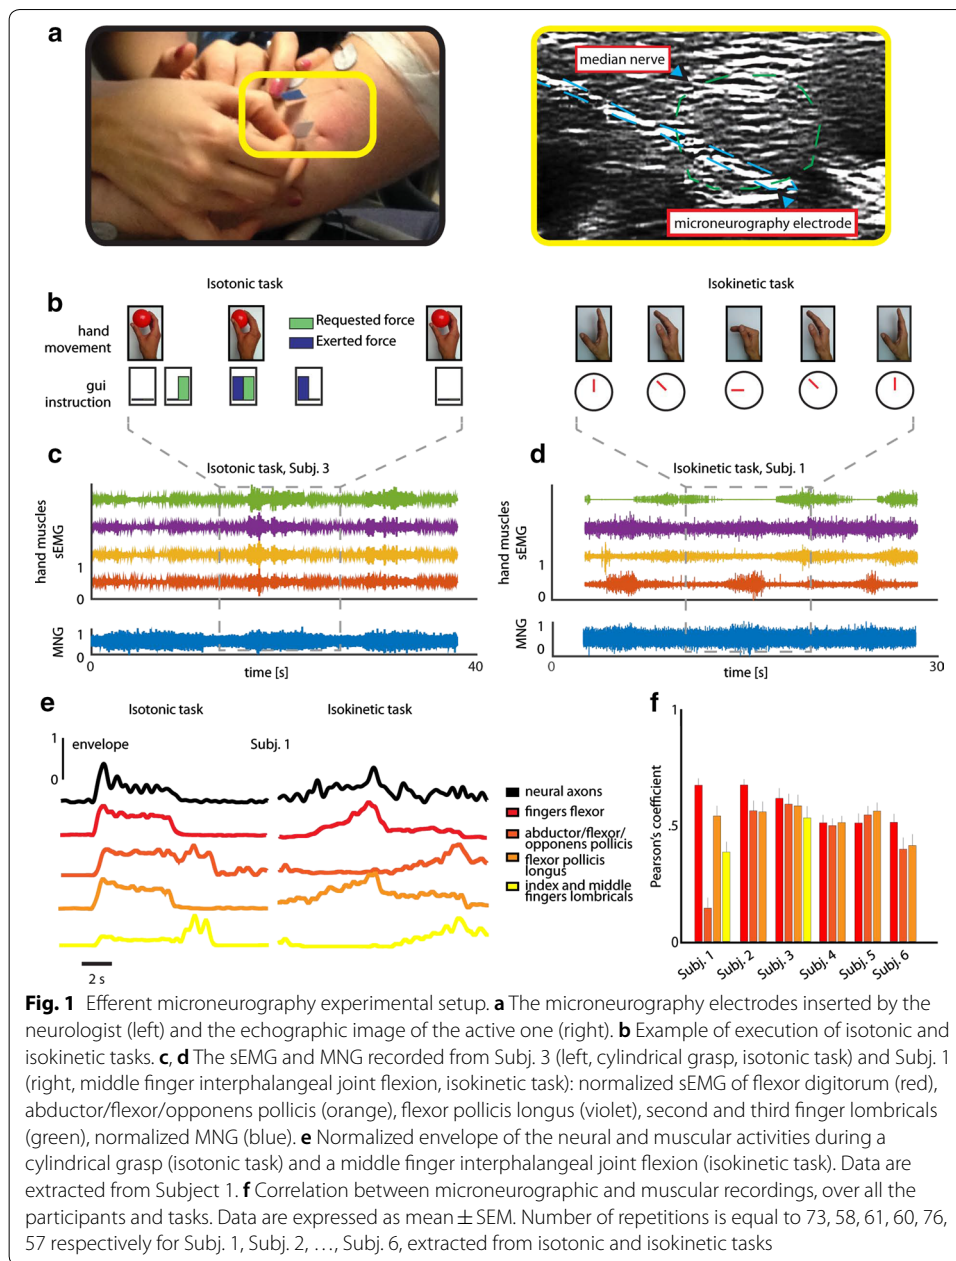 a
median nerve
microneurography electrode
b
Isotonic task
Isokinetic task
hand
movement
Requested force
Exerted force
gui
instruction
c
Isotonic task, Subj. 3
d
Isokinetic task, Subj. 1
hand muscles
sEMG
1
0
MNG
1
0
0
40
time [s]
hand muscles
sEMG
1
0
MNG
1
0
0
30
time [s]
e
Isotonic task
Isokinetic task
1
0
envelope
Subj. 1
neural axons
fingers flexor
abductor/flexor/
opponens pollicis
flexor pollicis
longus
index and middle
fingers lombricals
2 s
f
1
.5
0
Pearson's coefficient
Subj. 1
Subj. 2
Subj. 3
Subj. 4
Subj. 5
Subj. 6
Fig. 1 Efferent microneurography experimental setup. a The microneurography electrodes inserted by the
neurologist (left) and the echographic image of the active one (right). b Example of execution of isotonic and
isokinetic tasks. c, d The sEMG and MNG recorded from Subj. 3 (left, cylindrical grasp, isotonic task) and Subj. 1
(right, middle finger interphalangeal joint flexion, isokinetic task): normalized sEMG of flexor digitorum (red),
abductor/flexor/opponens pollicis (orange), flexor pollicis longus (violet), second and third finger lombricals
(green), normalized MNG (blue). e Normalized envelope of the neural and muscular activities during a
cylindrical grasp (isotonic task) and a middle finger interphalangeal joint flexion (isokinetic task). Data are
extracted from Subject 1. f Correlation between microneurographic and muscular recordings, over all the
participants and tasks. Data are expressed as mean ± SEM. Number of repetitions is equal to 73, 58, 61, 60, 76,
57 respectively for Subj. 1, Subj. 2, …, Subj. 6, extracted from isotonic and isokinetic tasks